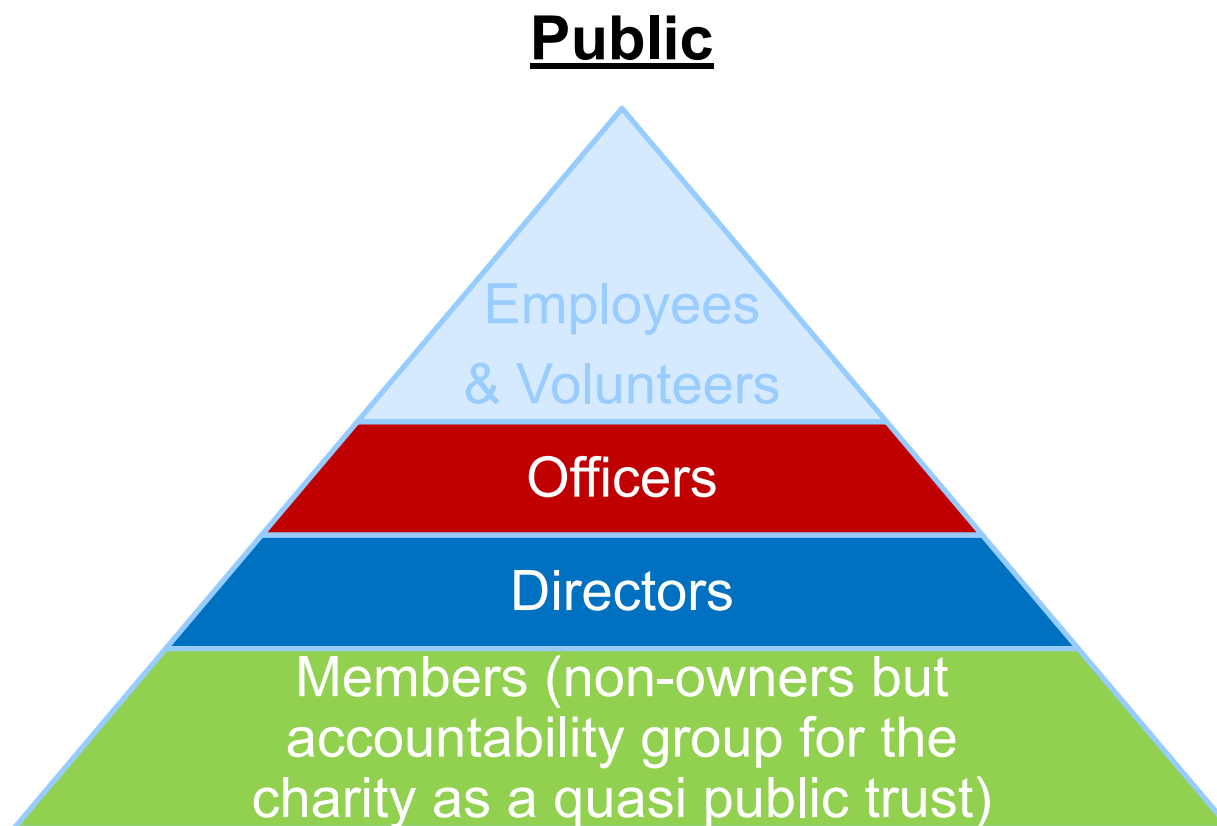 Public
Employees
& Volunteers
Officers
Directors
Members (non-owners but
accountability group for the
charity as a quasi public trust)